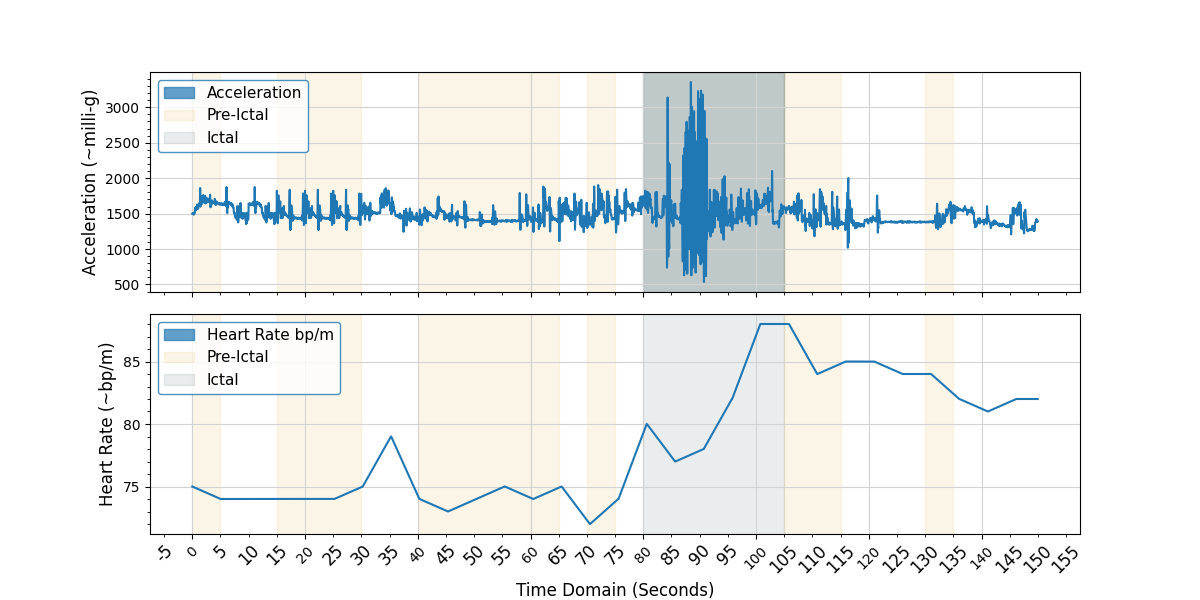 Acceleration (~milli-g)
3000
2500
2000
1500
1000
500
Acceleration
Pre-Ictal
Ictal
Heart Rate (~bp/m)
85
80
75
Heart Rate bp/m
Pre-Ictal
Ictal
-5 0 5 10 15 20 25 30 35 40 45 50 55 60 65 70 75 80 85 90 95 100 105 110 115 120 125 130 135 140 145 150 155
Time Domain (Seconds)